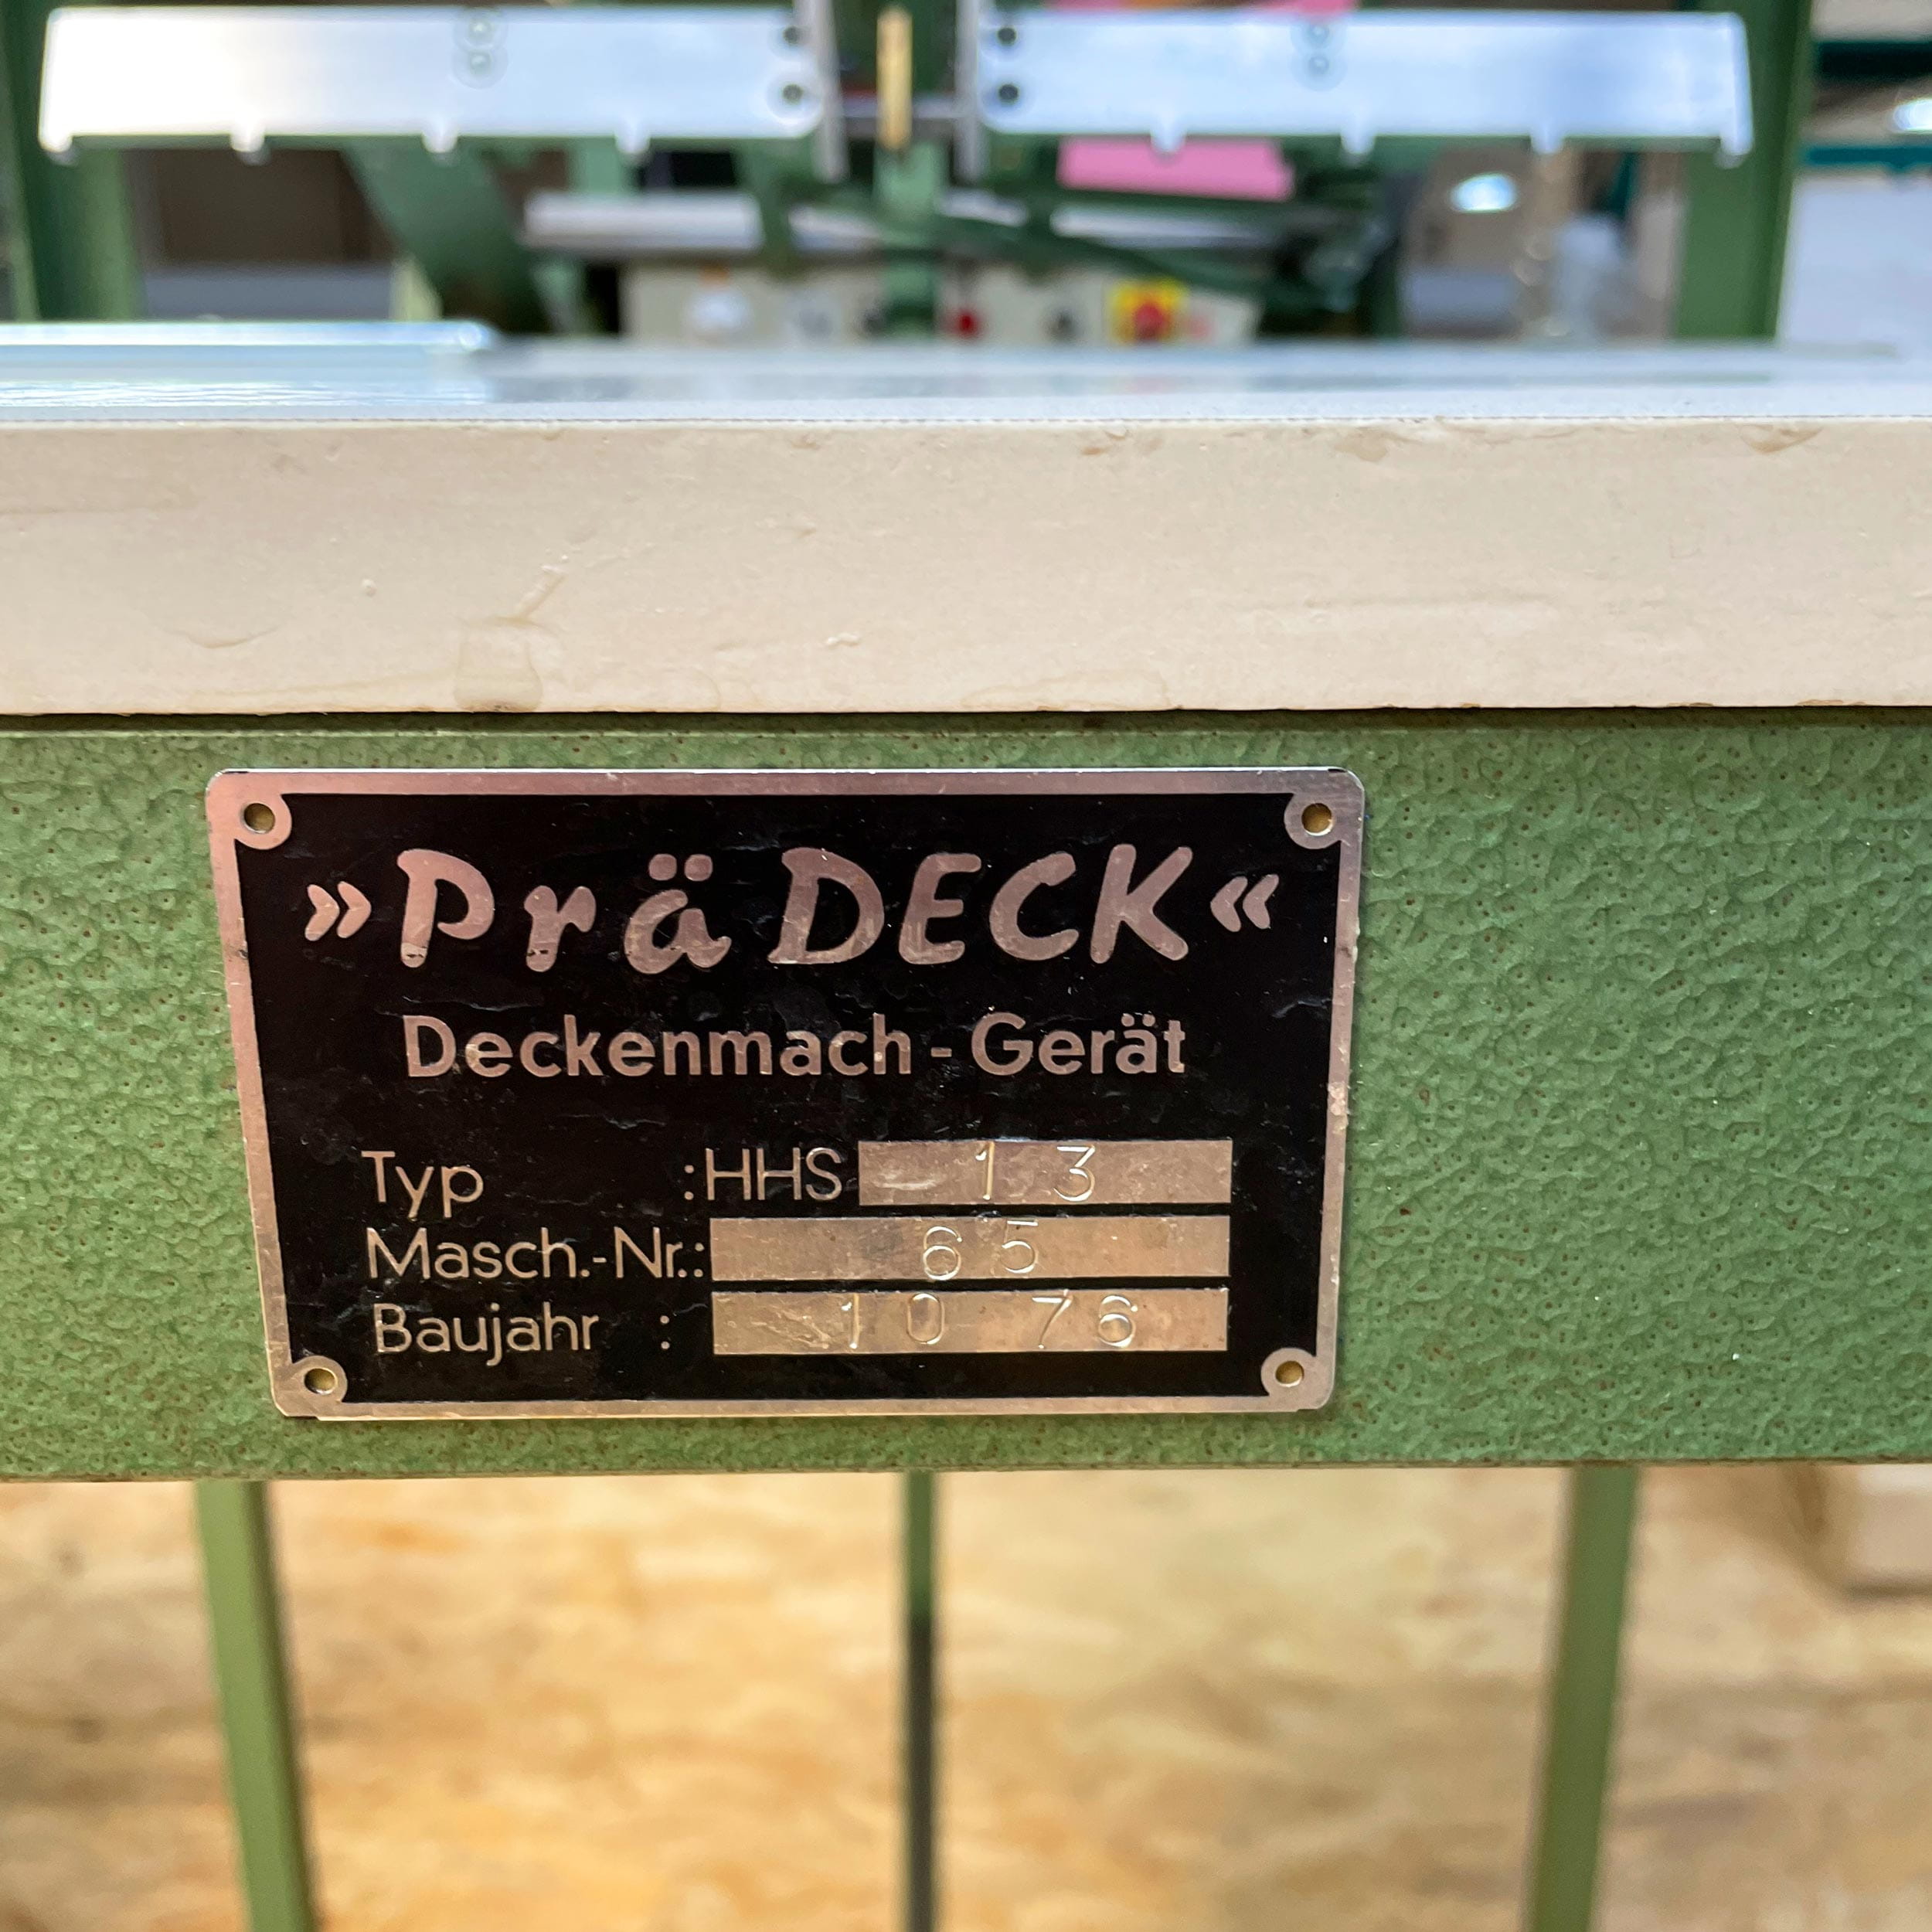 »PräDECK«
Deckenmach-Gerät
Typ :HHS 13
Masch.-Nr.: 65
Baujahr : 10 76